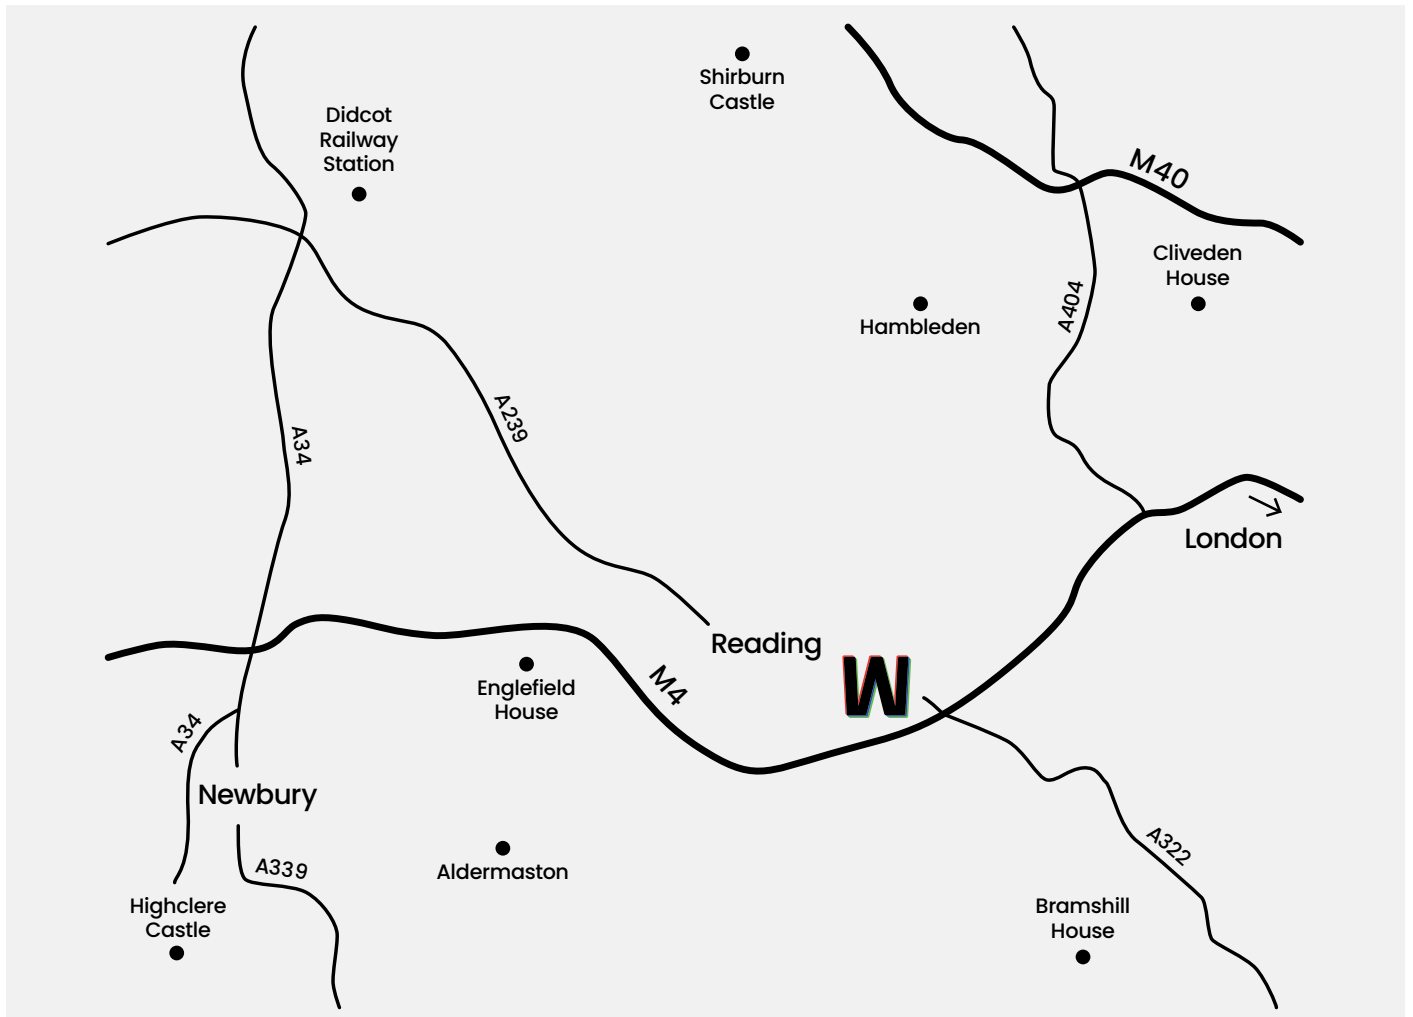 Shirburn
Castle
Didcot
Railway
Station
M40
Cliveden
House
A404
Hambleden
A239
A34
London
Reading
W
M4
Englefield
House
A34
Newbury
A322
A339
Aldermaston
Highclere
Castle
Bramshill
House